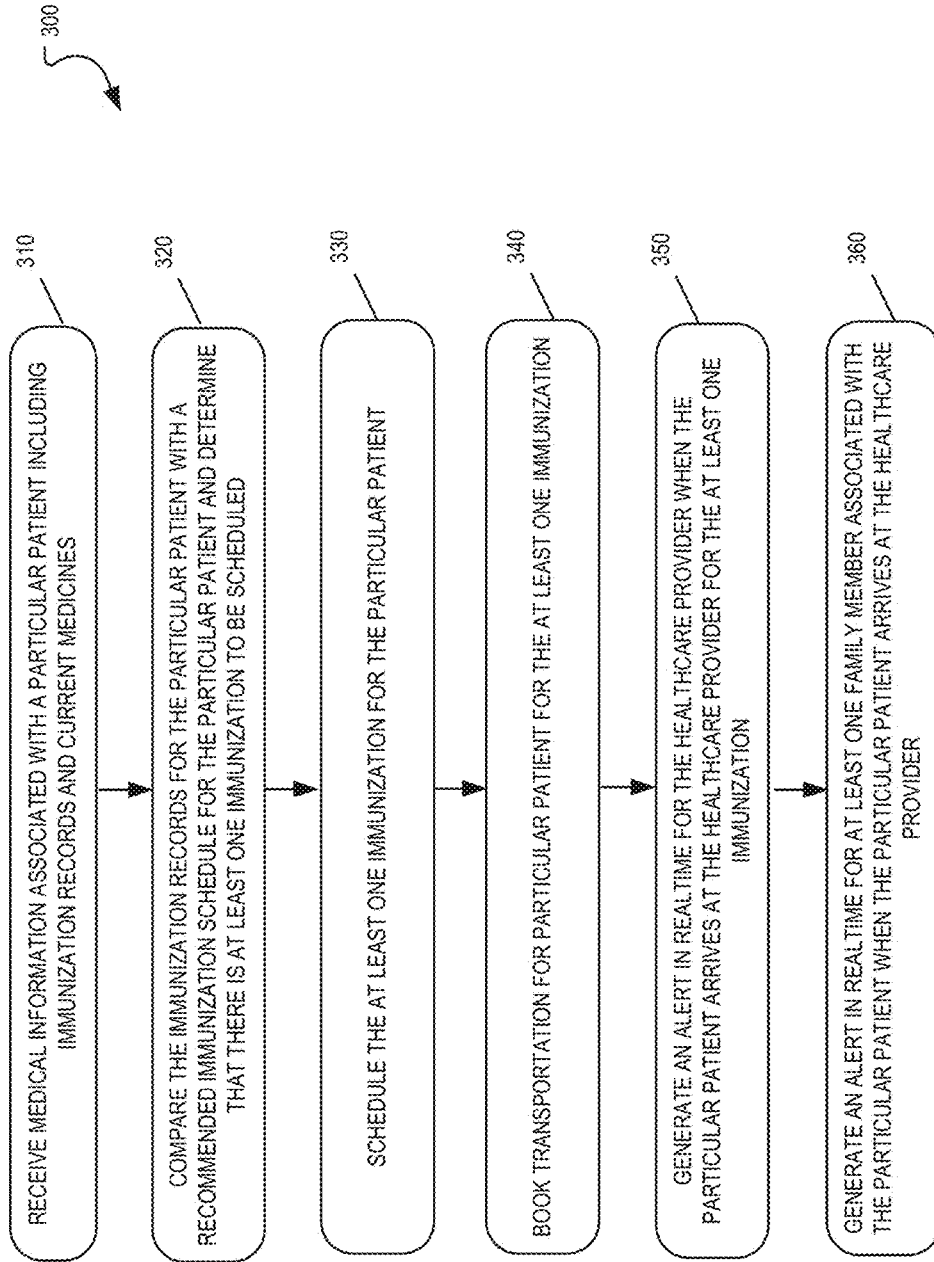 300
310
RECEIVE MEDICAL INFORMATION ASSOCIATED WITH A PARTICULAR PATIENT INCLUDING
IMMUNIZATION RECORDS AND CURRENT MEDICINES
320
COMPARE THE IMMUNIZATION RECORDS FOR THE PARTICULAR PATIENT WITH A
RECOMMENDED IMMUNIZATION SCHEDULE FOR THE PARTICULAR PATIENT AND DETERMINE
THAT THERE IS AT LEAST ONE IMMUNIZATION TO BE SCHEDULED
330
SCHEDULE THE AT LEAST ONE IMMUNIZATION FOR THE PARTICULAR PATIENT
340
BOOK TRANSPORTATION FOR PARTICULAR PATIENT FOR THE AT LEAST ONE IMMUNIZATION
350
GENERATE AN ALERT IN REALTIME FOR THE HEALTHCARE PROVIDER WHEN THE
PARTICULAR PATIENT ARRIVES AT THE HEALTHCARE PROVIDER FOR THE AT LEAST ONE
IMMUNIZATION
360
GENERATE AN ALERT IN REALTIME FOR AT LEAST ONE FAMILY MEMBER ASSOCIATED WITH
THE PARTICULAR PATIENT WHEN THE PARTICULAR PATIENT ARRIVES AT THE HEALTHCARE
PROVIDER